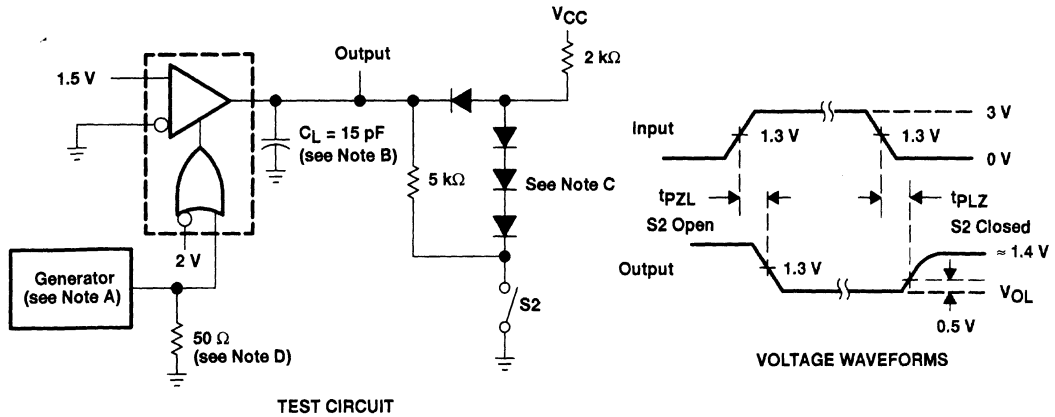 VCC
2 kΩ
Output
1.5 V
CL = 15 pF
(see Note B)
5 kΩ
See Note C
2 V
Generator
(see Note A)
50 Ω
(see Note D)
S2
TEST CIRCUIT
Input
1.3 V
1.3 V
3 V
0 V
tPZL
tPLZ
S2 Open
S2 Closed
Output
1.3 V
≈ 1.4 V
VOL
0.5 V
VOLTAGE WAVEFORMS